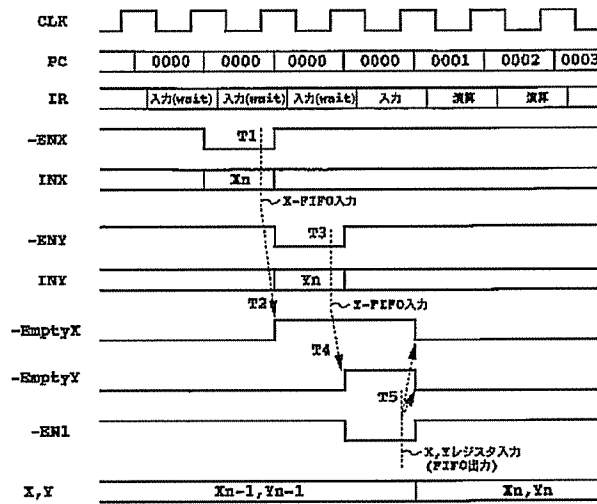 CLK
PC 0000 0000 0000 0000 0001 0002 0003
IR 入力(wait) 入力(wait) 入力(wait) 入力 演算 演算
-ENX T1
INX Xn
X-FIFO入力
-ENY T3
INY Yn
T2 X-FIFO入力
-EmptyX
T4
-EmptyY
T5
-EN1
X,Yレジスタ入力
(FIFO出力)
X,Y Xn-1,Yn-1 Xn,Yn